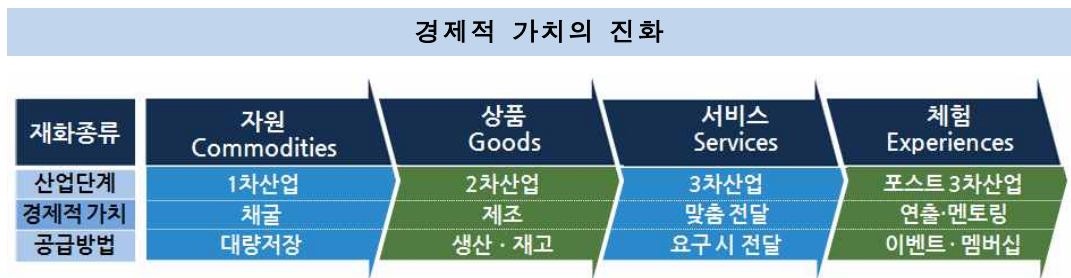 경제적 가치의 진화
재화종류 자원 Commodities 상품 Goods 서비스 Services 체험 Experiences
산업단계 1차산업 2차산업 3차산업 포스트 3차산업
경제적 가치 채굴 제조 맞춤 전달 연출·멘토링
공급방법 대량저장 생산 · 재고 요구 시 전달 이벤트 · 멤버십